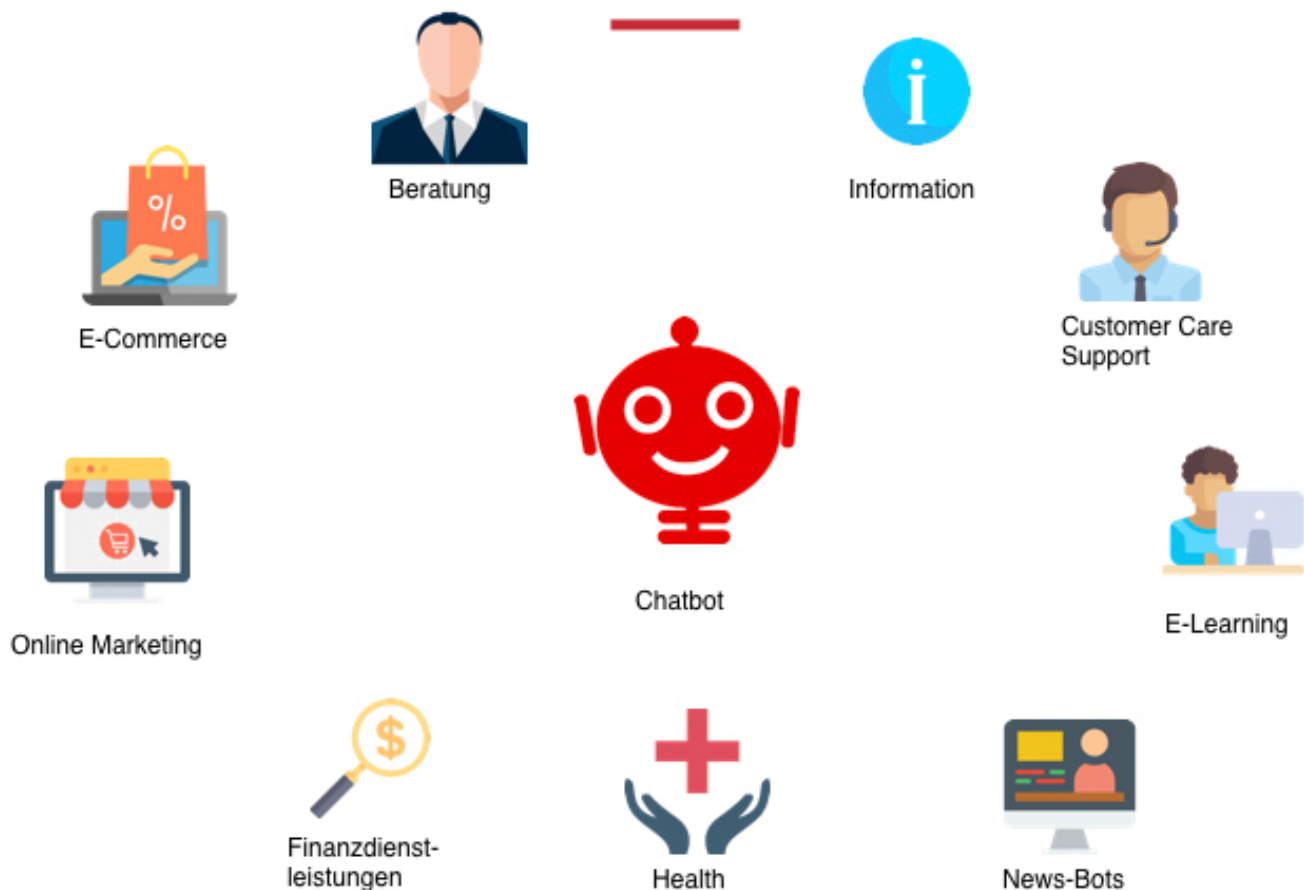 Beratung
Information
%
E-Commerce
Customer Care
Support
Chatbot
E-Learning
Online Marketing
$
Finanzdienst-
leistungen
Health
News-Bots